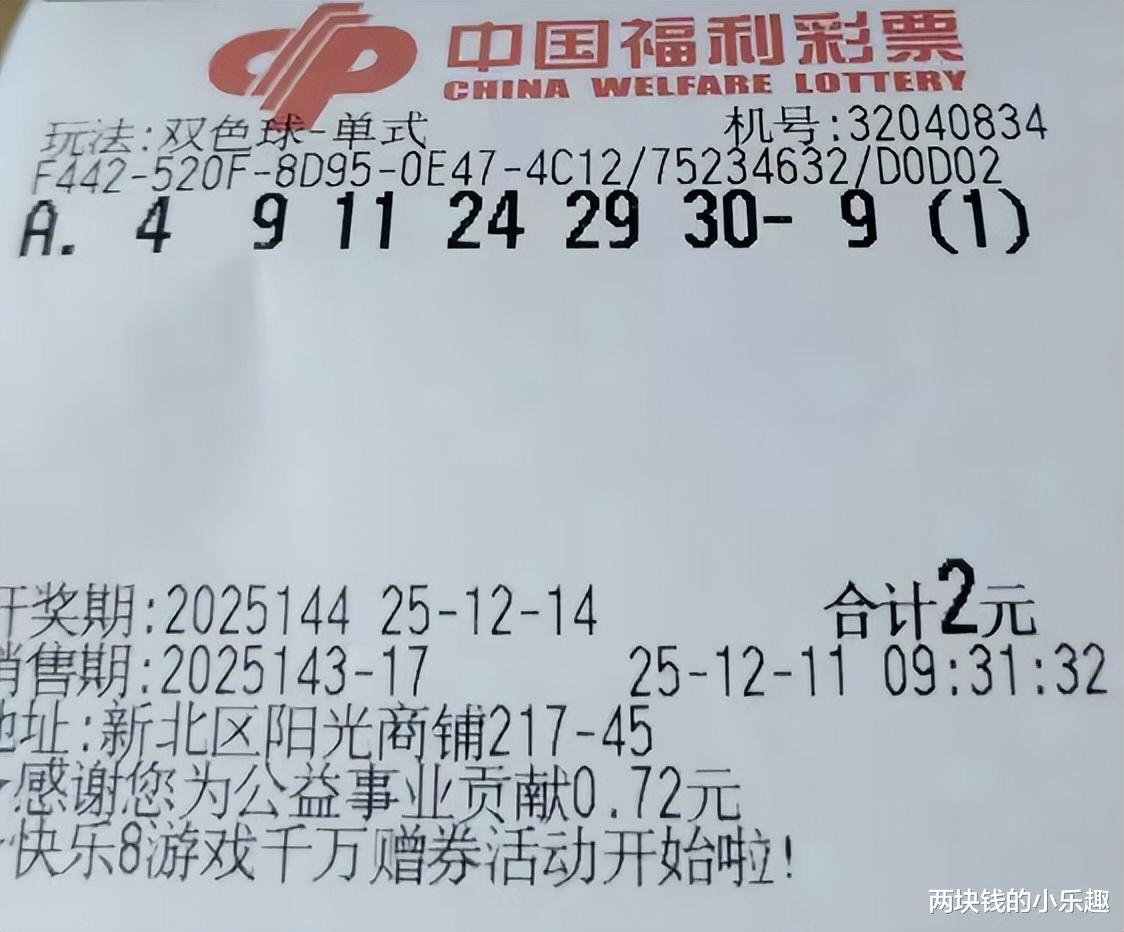 中国福利彩票
CHINA WELFARE LOTTERY
玩法:双色球-单式 机号:32040834
F442-520F-8D95-0E47-4C12/75234632/D0D02
A. 4 9 11 24 29 30- 9 (1)
开奖期:2025144 25-12-14 合计2元
销售期:2025143-17 25-12-11 09:31:32
地址:新北区阳光商铺217-45
感谢您为公益事业贡献0.72元
快乐8游戏千万赠券活动开始啦!
两块钱的小乐趣